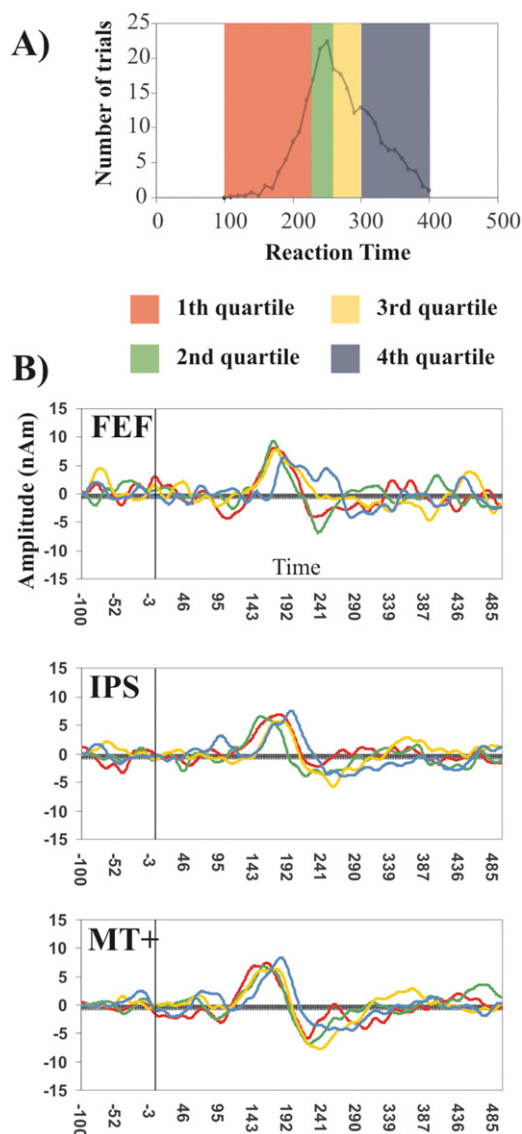 A)
Number of trials
25
20
15
10
5
0
0 100 200 300 400 500
Reaction Time
1th quartile 3rd quartile
2nd quartile 4th quartile
B)
Amplitude (nAm)
15
10
5
0
-5
-10
-15
FEF
Time
-100 -52 -3 46 95 143 192 241 290 339 387 436 485
15
10
5
0
-5
-10
-15
IPS
-100 -52 -3 46 95 143 192 241 290 339 387 436 485
15
10
5
0
-5
-10
-15
MT+
-100 -52 -3 46 95 143 192 241 290 339 387 436 485